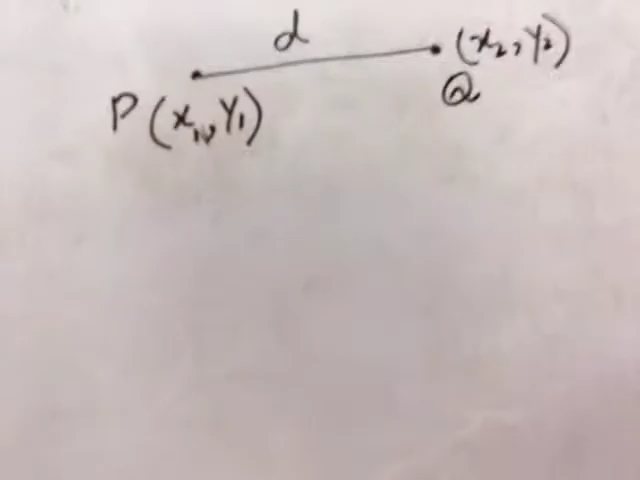 d
(x₂, y₂)
Q
P (x₁, y₁)